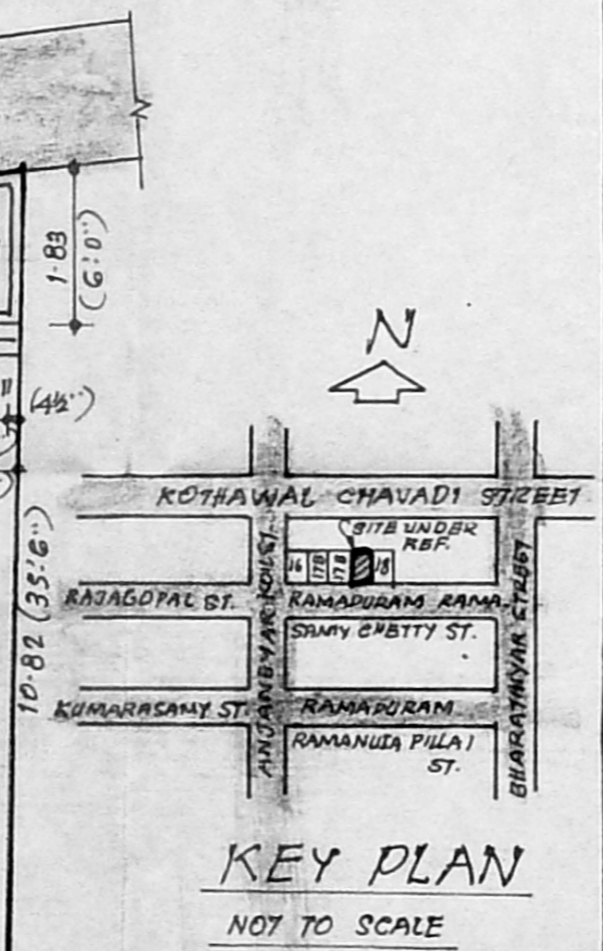 1.83
(6'.0")
(4½")
10.82 (35'.6")
N
KOTHAWAL CHAVADI STREET
SITE UNDER
REF.
16 17D 17B 18
RAJAGOPAL ST.
RAMAPURAM RAMA.
SAMY CHETTY ST.
KUMARASAMY ST.
RAMAPURAM
RAMANUJA PILLAI
ST.
ANJANEYAR KOIL ST.
BHARATHIYAR STREET
KEY PLAN
NOT TO SCALE